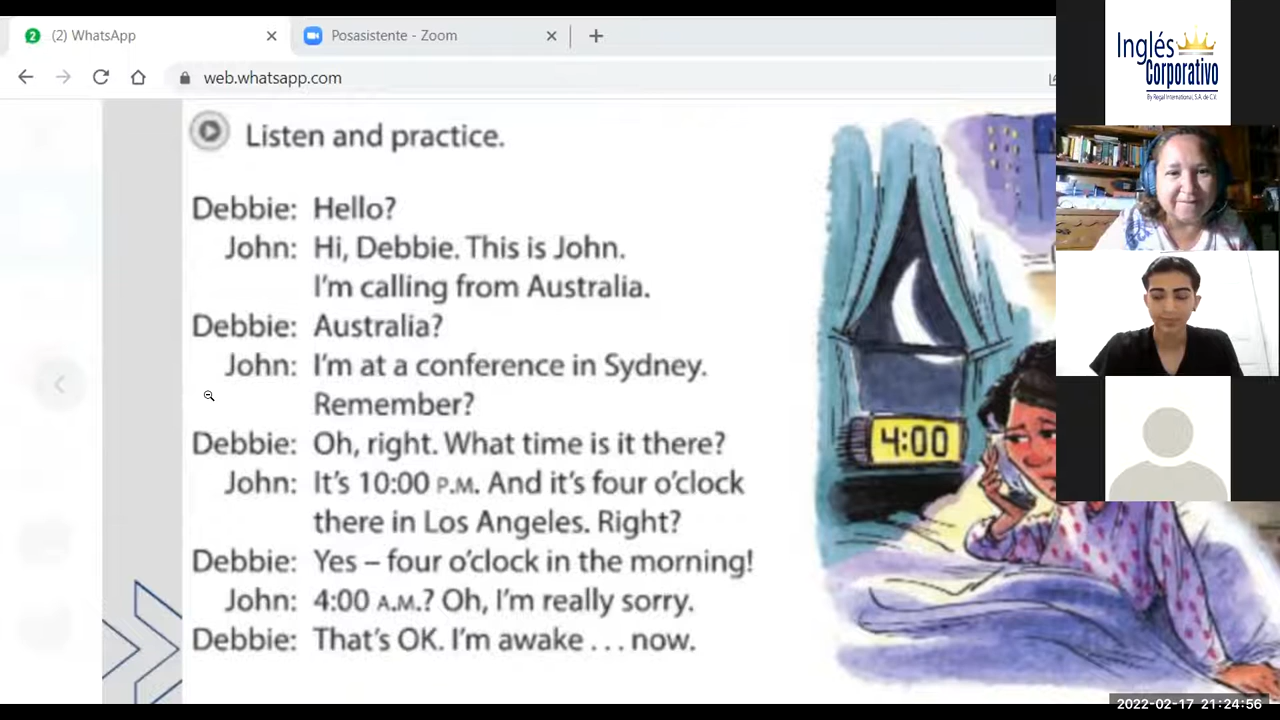 (2) WhatsApp
Posasistente - Zoom
web.whatsapp.com
Listen and practice.
Debbie: Hello?
John: Hi, Debbie. This is John.
I'm calling from Australia.
Debbie: Australia?
John: I'm at a conference in Sydney.
Remember?
Debbie: Oh, right. What time is it there?
John: It's 10:00 P.M. And it's four o'clock
there in Los Angeles. Right?
Debbie: Yes – four o'clock in the morning!
John: 4:00 A.M.? Oh, I'm really sorry.
Debbie: That's OK. I'm awake . . . now.
4:00
Inglés
Corporativo
By Regal International, S.A. de C.V.
2022-02-17 21:24:56